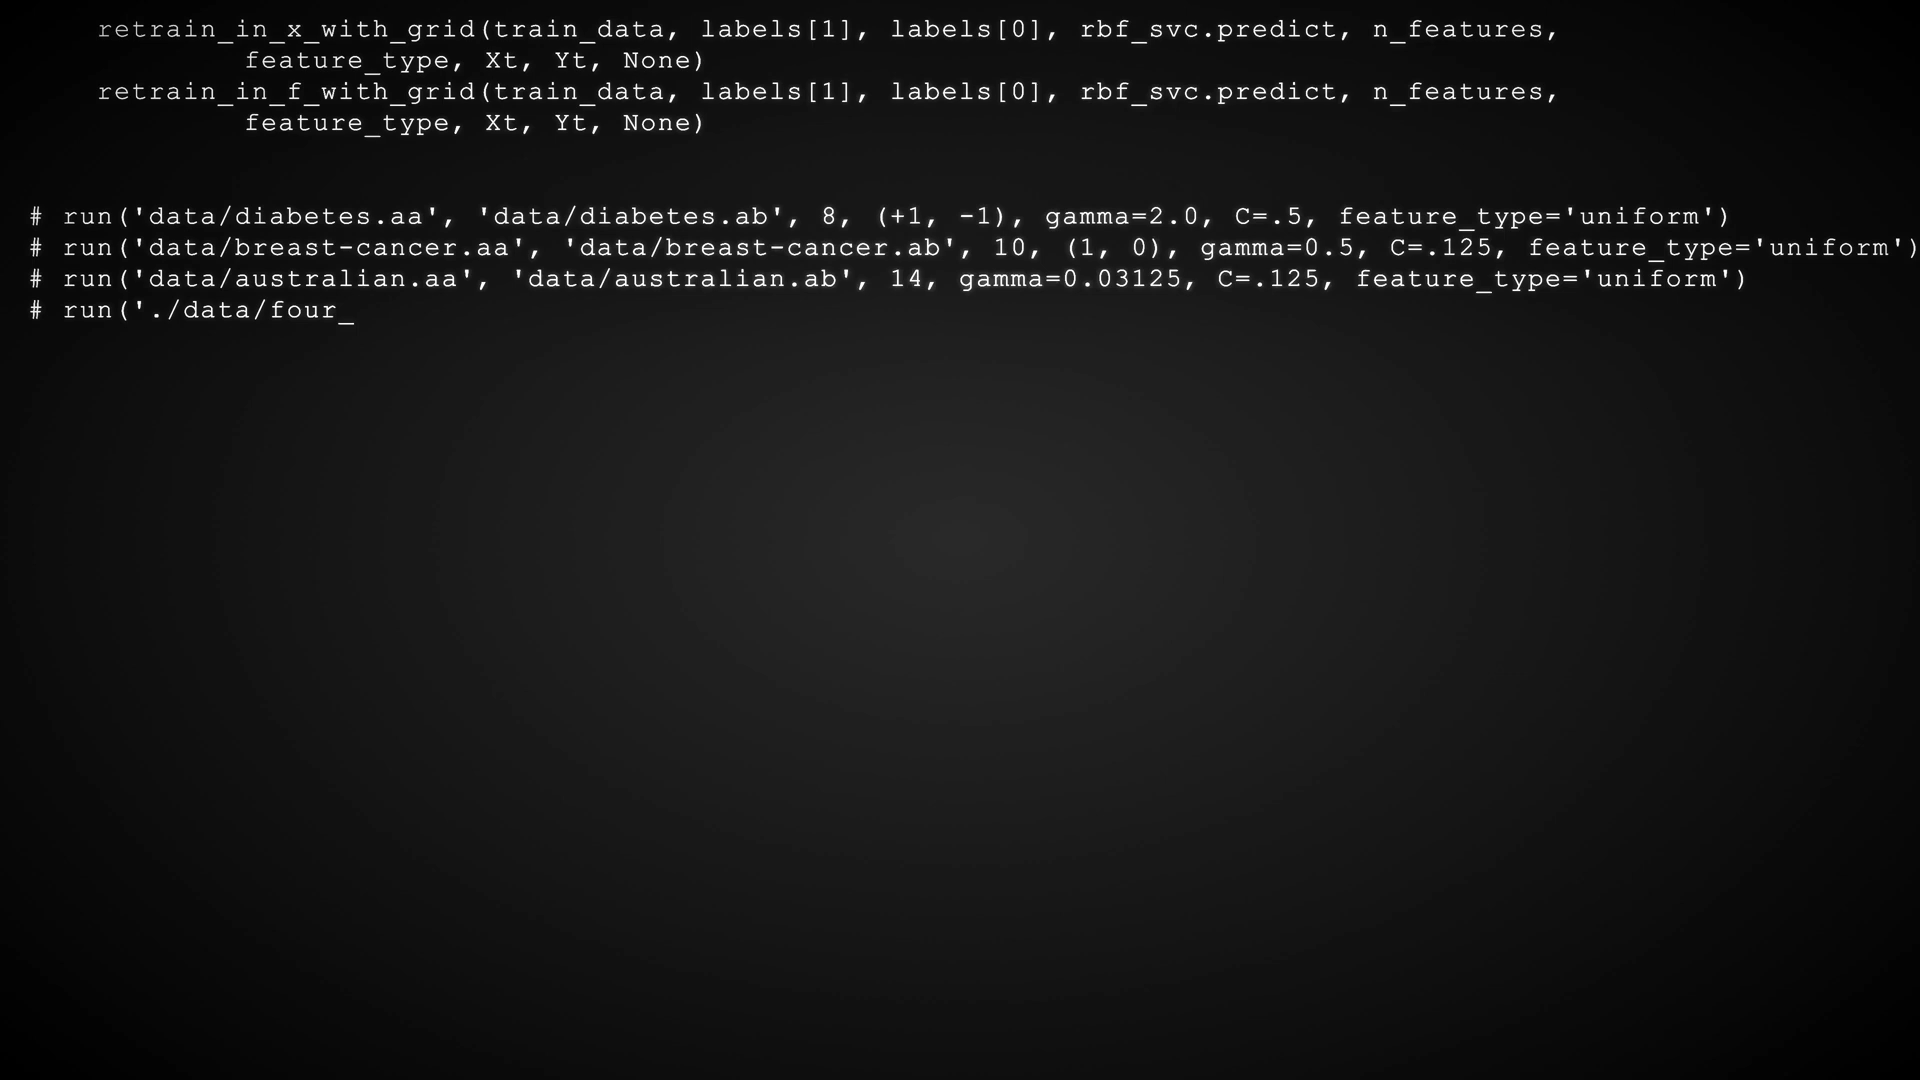 retrain_in_x_with_grid(train_data, labels[1], labels[0], rbf_svc.predict, n_features,
feature_type, Xt, Yt, None)
retrain_in_f_with_grid(train_data, labels[1], labels[0], rbf_svc.predict, n_features,
feature_type, Xt, Yt, None)
# run('data/diabetes.aa', 'data/diabetes.ab', 8, (+1, -1), gamma=2.0, C=.5, feature_type='uniform')
# run('data/breast-cancer.aa', 'data/breast-cancer.ab', 10, (1, 0), gamma=0.5, C=.125, feature_type='uniform')
# run('data/australian.aa', 'data/australian.ab', 14, gamma=0.03125, C=.125, feature_type='uniform')
# run('./data/four_